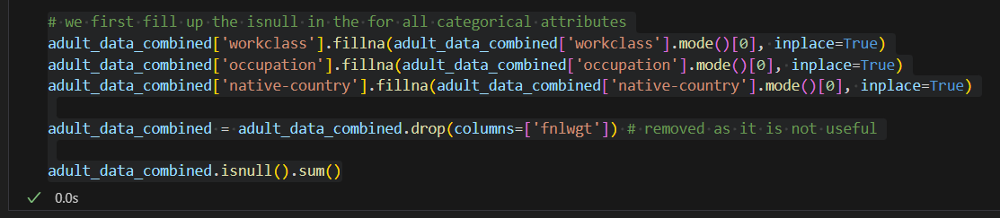 # we first fill up the isnull in the for all categorical attributes
adult_data_combined['workclass'].fillna(adult_data_combined['workclass'].mode()[0], inplace=True)
adult_data_combined['occupation'].fillna(adult_data_combined['occupation'].mode()[0], inplace=True)
adult_data_combined['native-country'].fillna(adult_data_combined['native-country'].mode()[0], inplace=True)
adult_data_combined = adult_data_combined.drop(columns=['fnlwgt']) # removed as it is not useful
adult_data_combined.isnull().sum()
0.0s